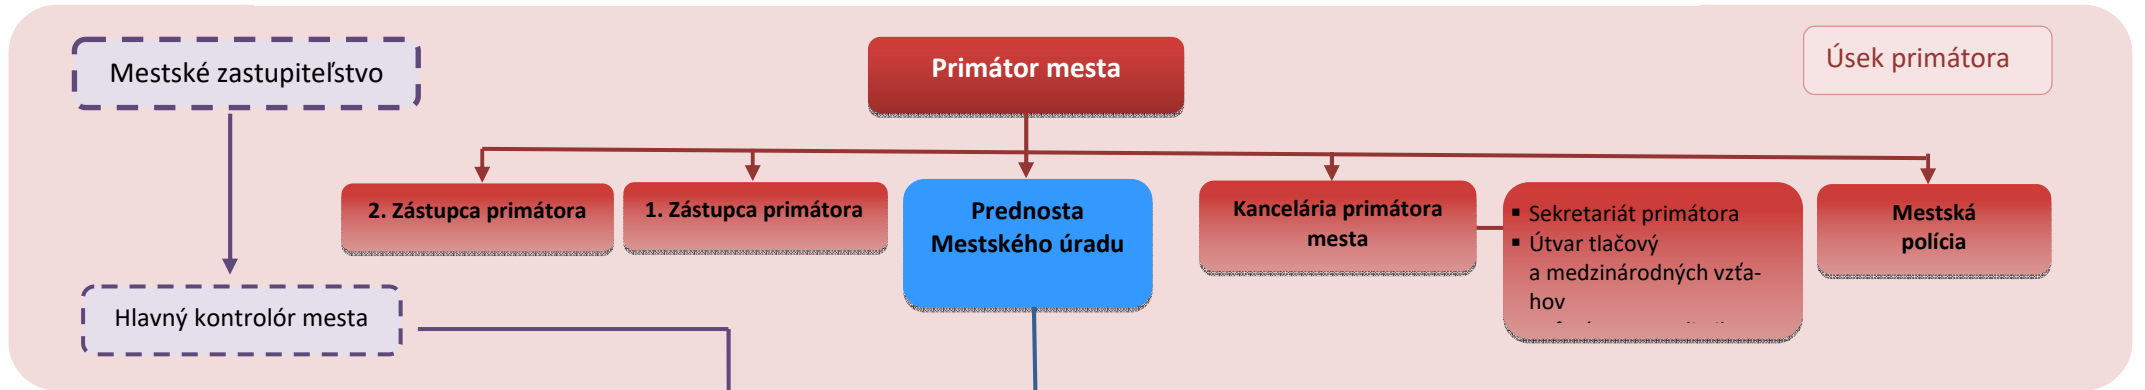 Mestské zastupiteľstvo
Primátor mesta
Úsek primátora
2. Zástupca primátora
1. Zástupca primátora
Prednosta
Mestského úradu
Kancelária primátora
mesta
▪ Sekretariát primátora
▪ Útvar tlačový
a medzinárodných vzťa-
hov
Mestská
polícia
Hlavný kontrolór mesta